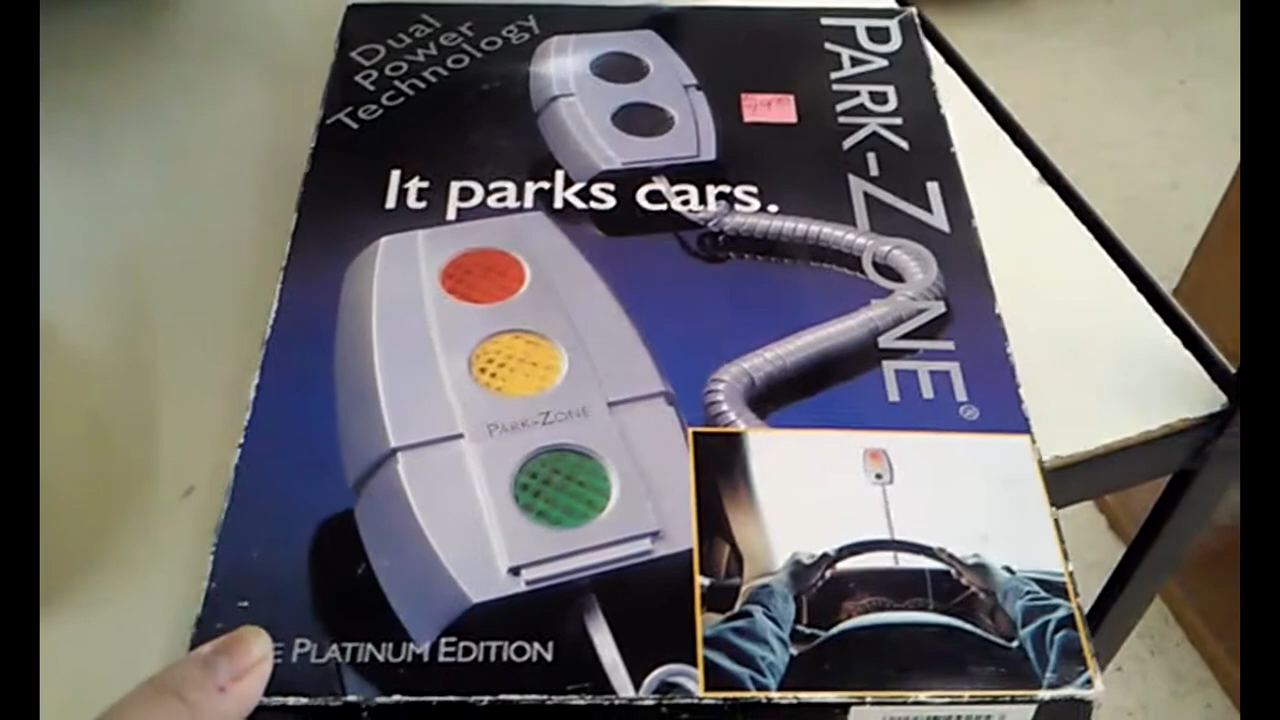 Dual
Power
Technology
PARK-ZONE®
It parks cars.
PARK-ZONE
PLATINUM EDITION